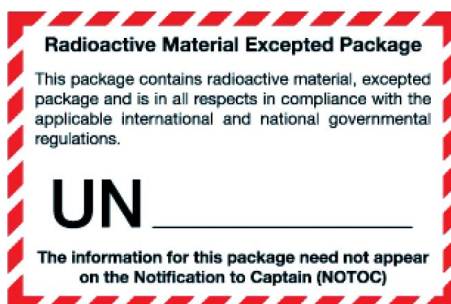 Radioactive Material Excepted Package
This package contains radioactive material, excepted
package and is in all respects in compliance with the
applicable international and national governmental
regulations.
UN
The information for this package need not appear
on the Notification to Captain (NOTOC)